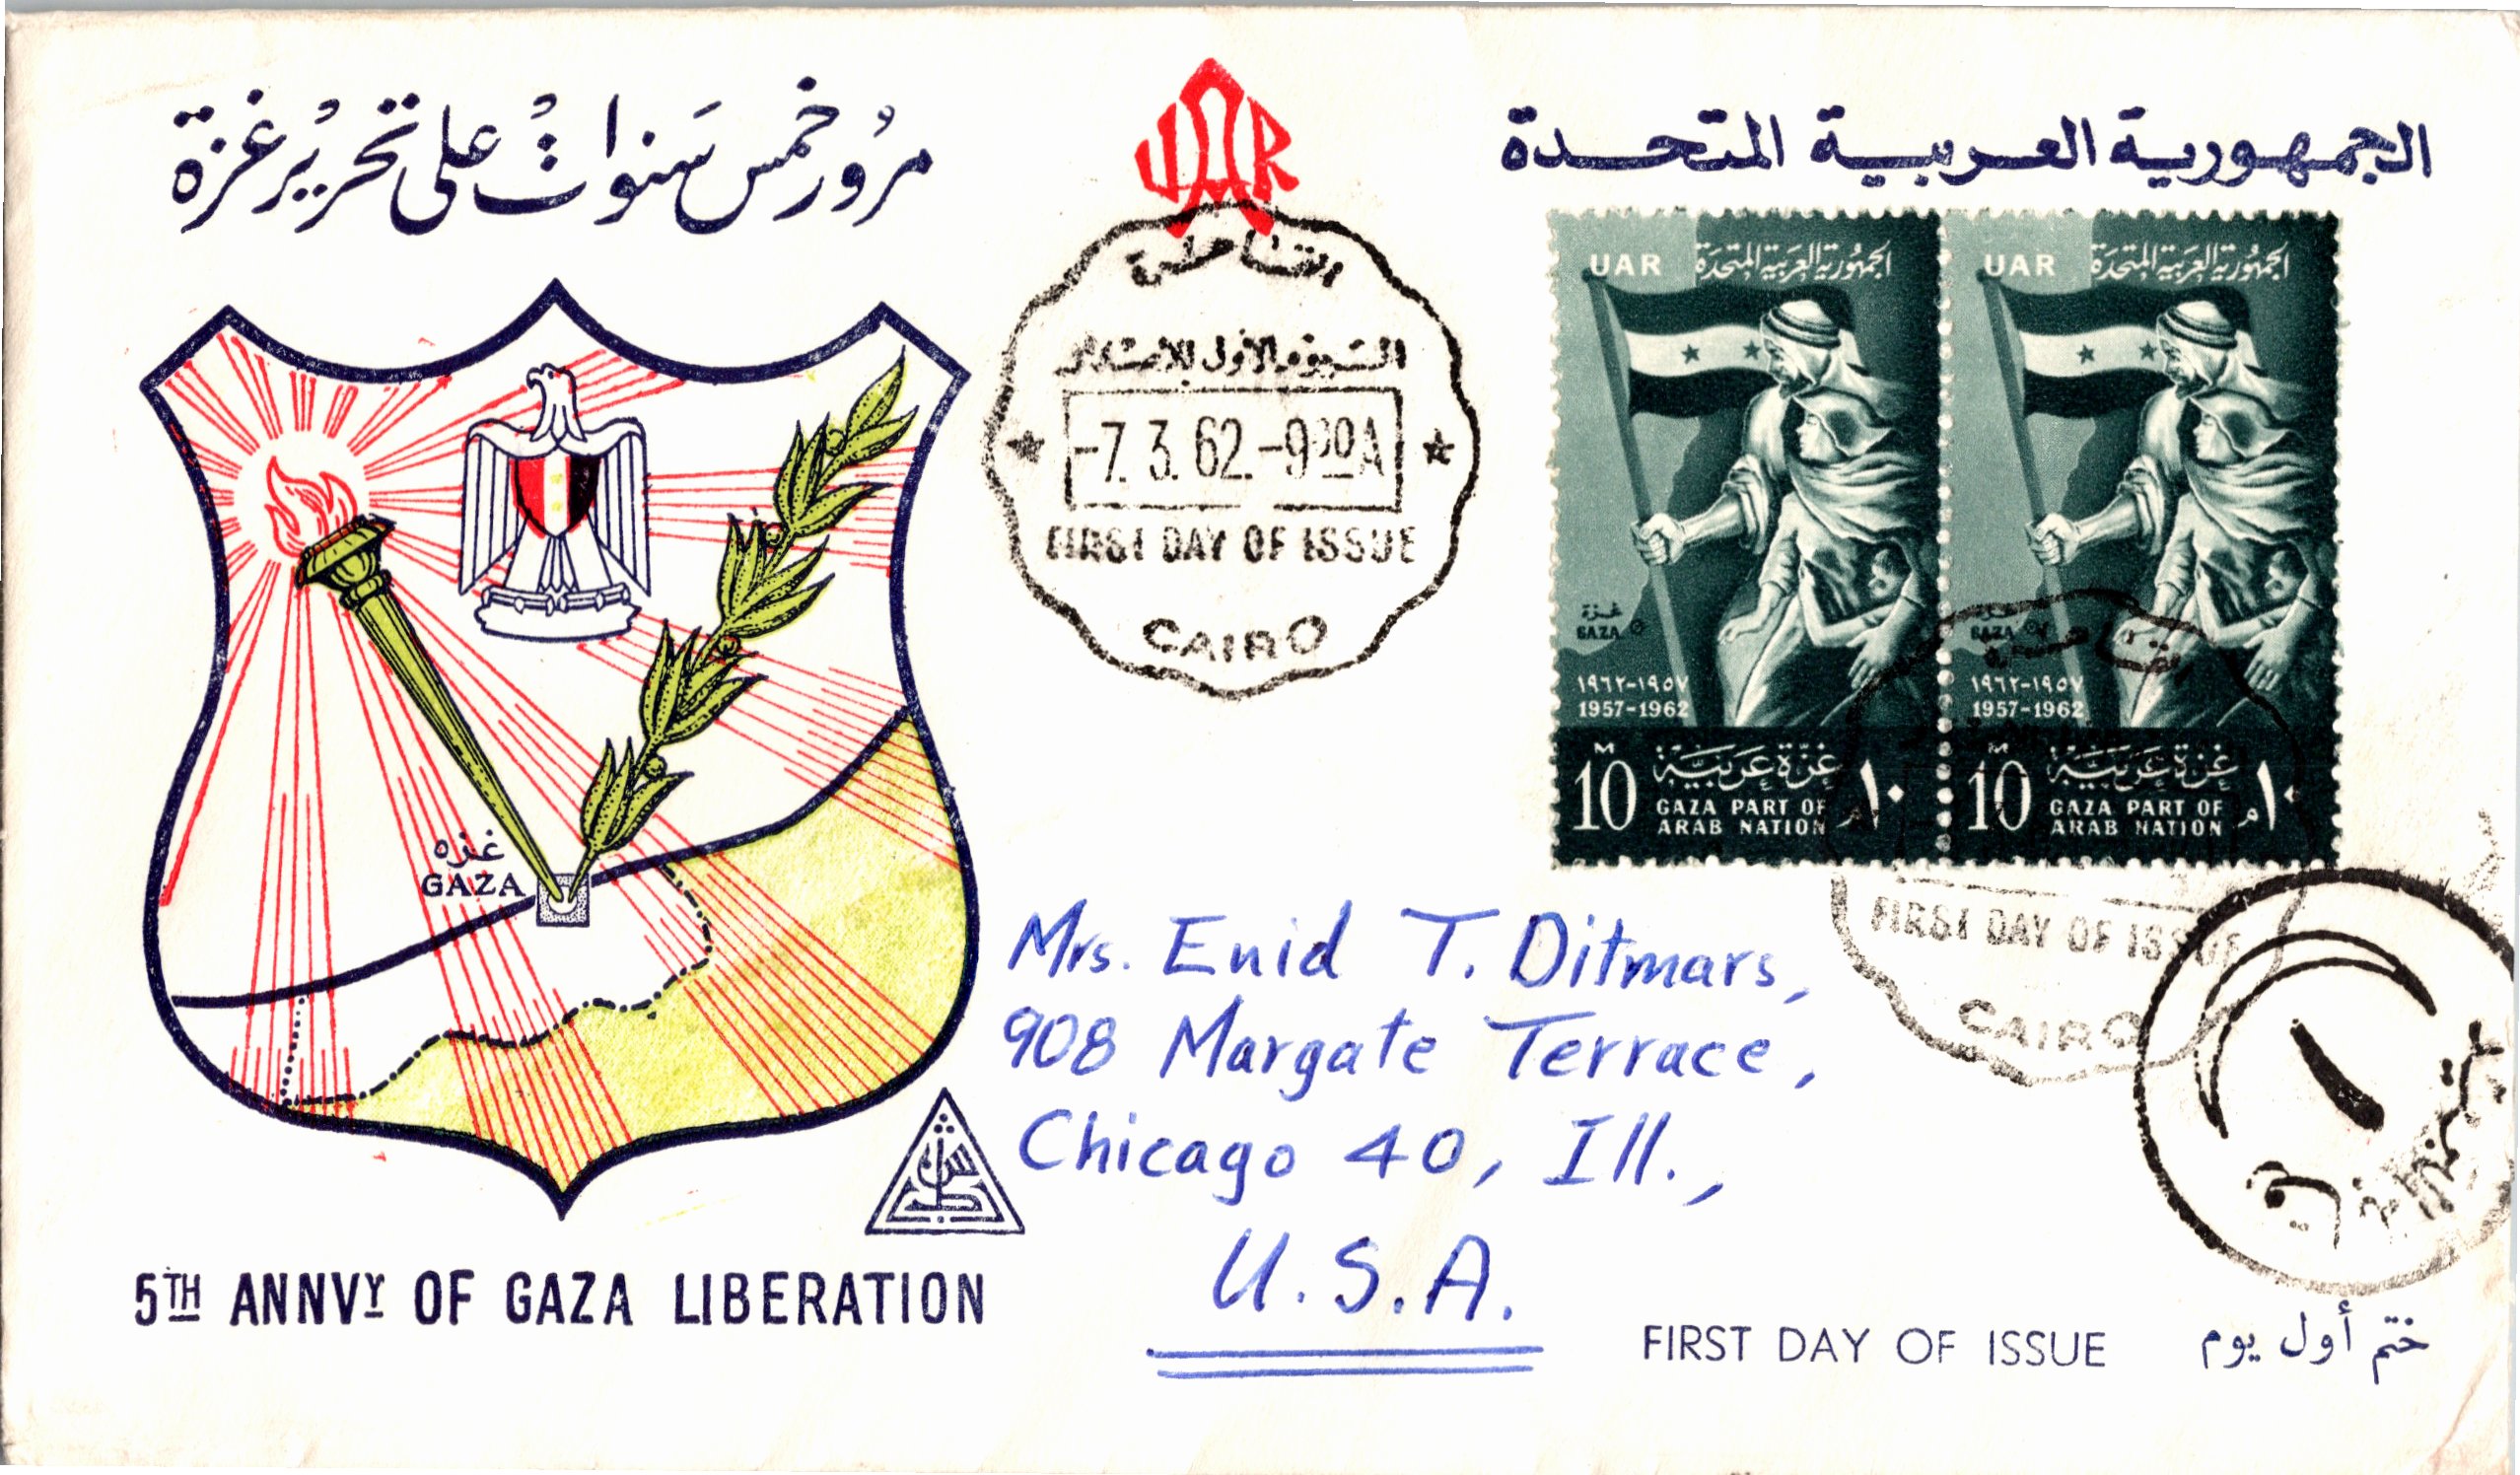 مرور خمس سنوات على تحرير غزة
UAR
الجمهورية العربية المتحدة
القاهرة
-7. 3. 62.-9 30 A
FIRST DAY OF ISSUE
CAIRO
UAR الجمهورية العربية المتحدة
غزة
GAZA
١٩٥٧-١٩٦٢
1957-1962
M
10 غزة عربية ١٠ م
GAZA PART OF
ARAB NATION
UAR الجمهورية العربية المتحدة
غزة
GAZA
١٩٥٧-١٩٦٢
1957-1962
M
10 غزة عربية ١٠ م
GAZA PART OF
ARAB NATION
القاهرة
FIRST DAY OF ISSUE
CAIRO
غزه
GAZA
Mrs. Enid T. Ditmars,
908 Margate Terrace,
Chicago 40, Ill.,
U.S.A.
5TH ANNVY OF GAZA LIBERATION
FIRST DAY OF ISSUE ختم أول يوم